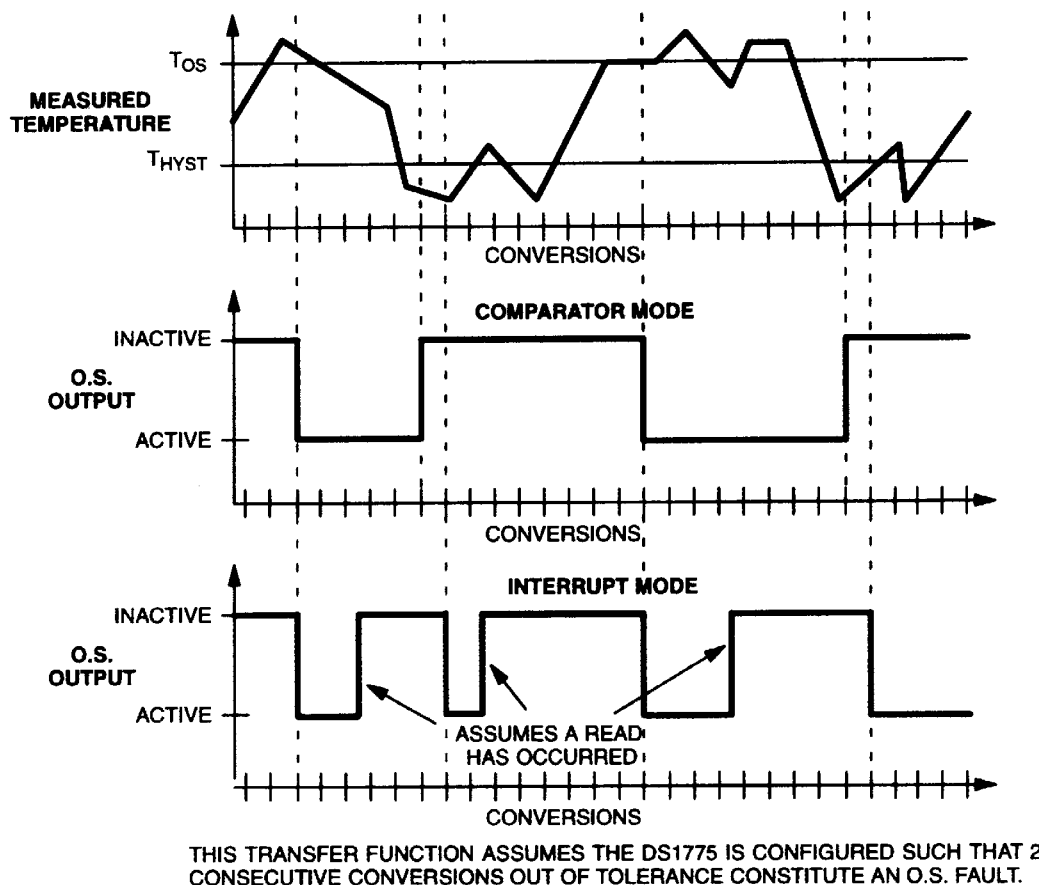 TOS
MEASURED
TEMPERATURE
THYST
CONVERSIONS
COMPARATOR MODE
INACTIVE
O.S.
OUTPUT
ACTIVE
CONVERSIONS
INTERRUPT MODE
INACTIVE
O.S.
OUTPUT
ACTIVE
ASSUMES A READ
HAS OCCURRED
CONVERSIONS
THIS TRANSFER FUNCTION ASSUMES THE DS1775 IS CONFIGURED SUCH THAT 2
CONSECUTIVE CONVERSIONS OUT OF TOLERANCE CONSTITUTE AN O.S. FAULT.